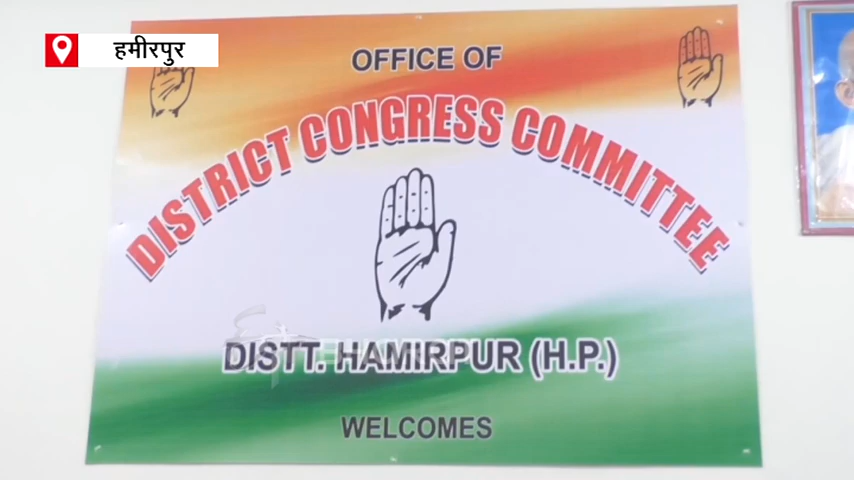 हमीरपुर
OFFICE OF
DISTRICT CONGRESS COMMITTEE
DISTT. HAMIRPUR (H.P.)
WELCOMES